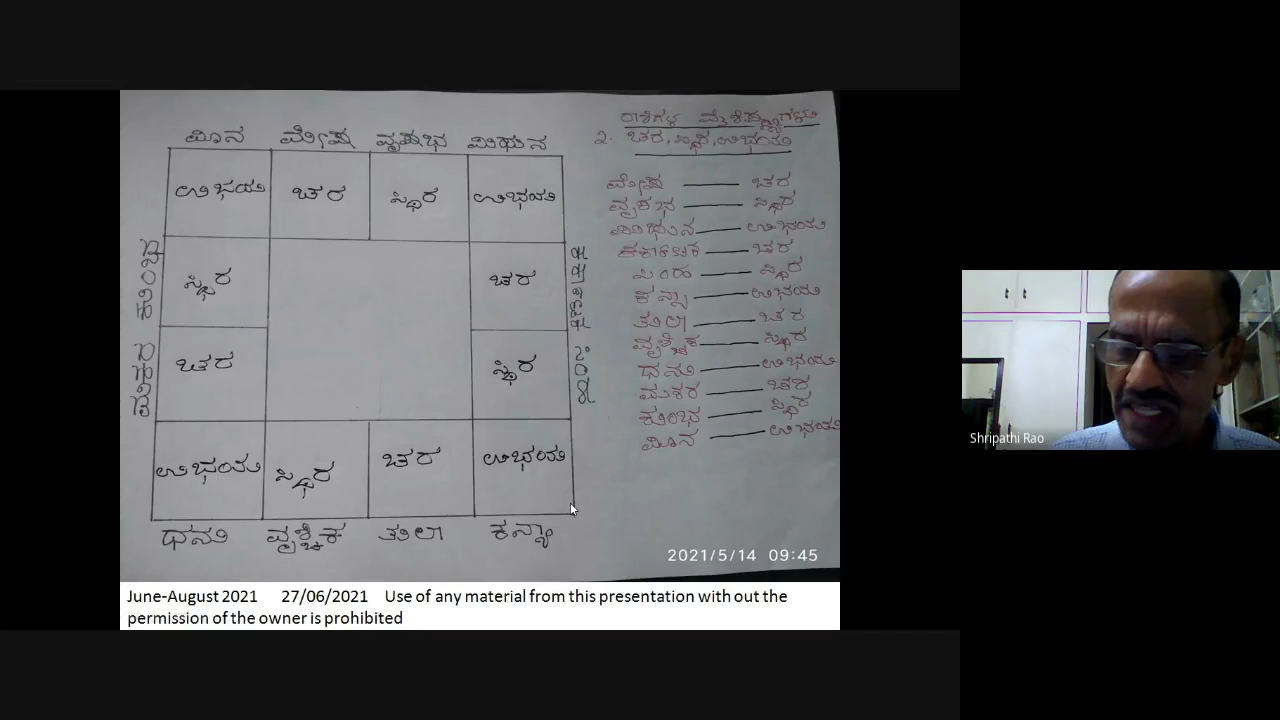 ಮೀನ ಮೇಷ ವೃಷಭ ಮಿಥುನ
ಉಭಯ ಚರ ಸ್ಥಿರ ಉಭಯ
ಕುಂಭ ಸ್ಥಿರ ಚರ ಕರ್ಕಾಟಕ
ಮಕರ ಚರ ಸ್ಥಿರ ಸಿಂಹ
ಉಭಯ ಸ್ಥಿರ ಚರ ಉಭಯ
ಧನು ವೃಶ್ಚಿಕ ತುಲಾ ಕನ್ಯಾ
ರಾಶಿಗಳ
೨. ಚರ, ಸ್ಥಿರ, ಉಭಯ
ಮೇಷ — ಚರ
ವೃಷಭ — ಸ್ಥಿರ
ಮಿಥುನ — ಉಭಯ
ಕರ್ಕಾಟಕ — ಚರ
ಸಿಂಹ — ಸ್ಥಿರ
ಕನ್ಯಾ — ಉಭಯ
ತುಲಾ — ಚರ
ವೃಶ್ಚಿಕ — ಸ್ಥಿರ
ಧನು — ಉಭಯ
ಮಕರ — ಚರ
ಕುಂಭ — ಸ್ಥಿರ
ಮೀನ — ಉಭಯ
2021/5/14 09:45
June-August 2021 27/06/2021 Use of any material from this presentation with out the
permission of the owner is prohibited
Shripathi Rao